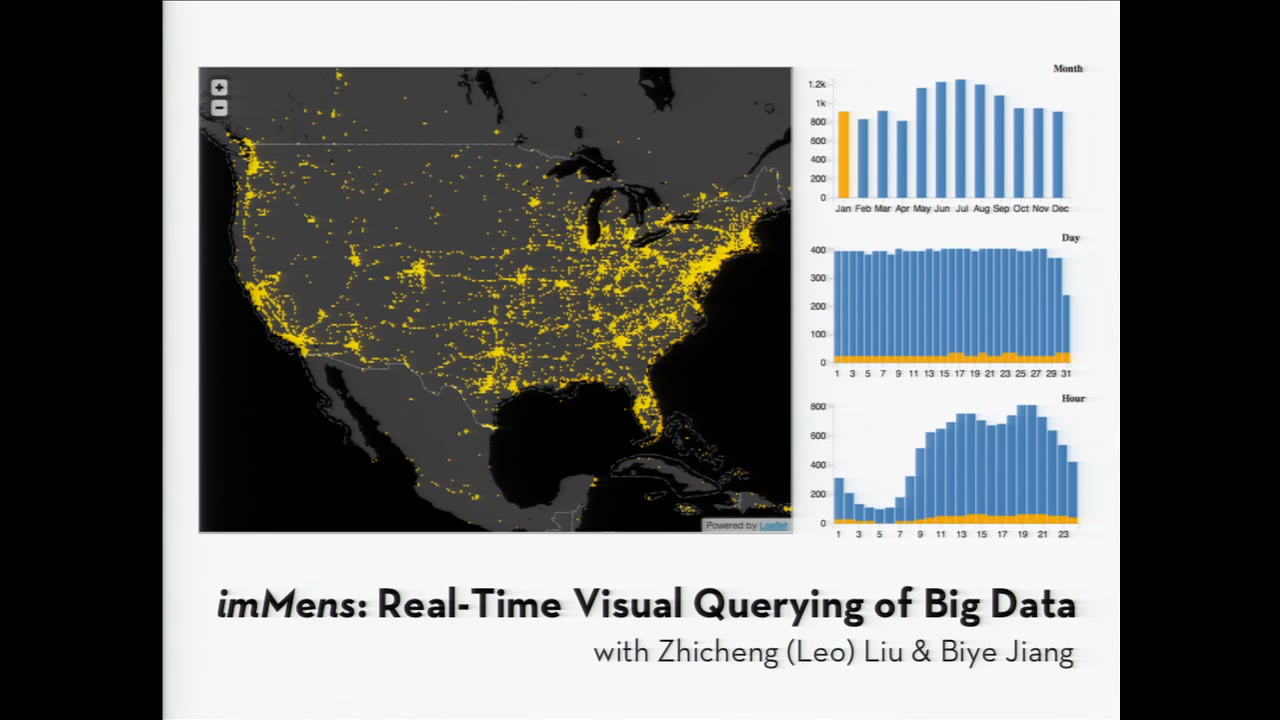 +
−
Powered by Leaflet
Month
1.2k
1k
800
600
400
200
0
Jan Feb Mar Apr May Jun Jul Aug Sep Oct Nov Dec
Day
400
300
200
100
0
1 3 5 7 9 11 13 15 17 19 21 23 25 27 29 31
Hour
800
600
400
200
0
1 3 5 7 9 11 13 15 17 19 21 23
imMens: Real-Time Visual Querying of Big Data
with Zhicheng (Leo) Liu & Biye Jiang